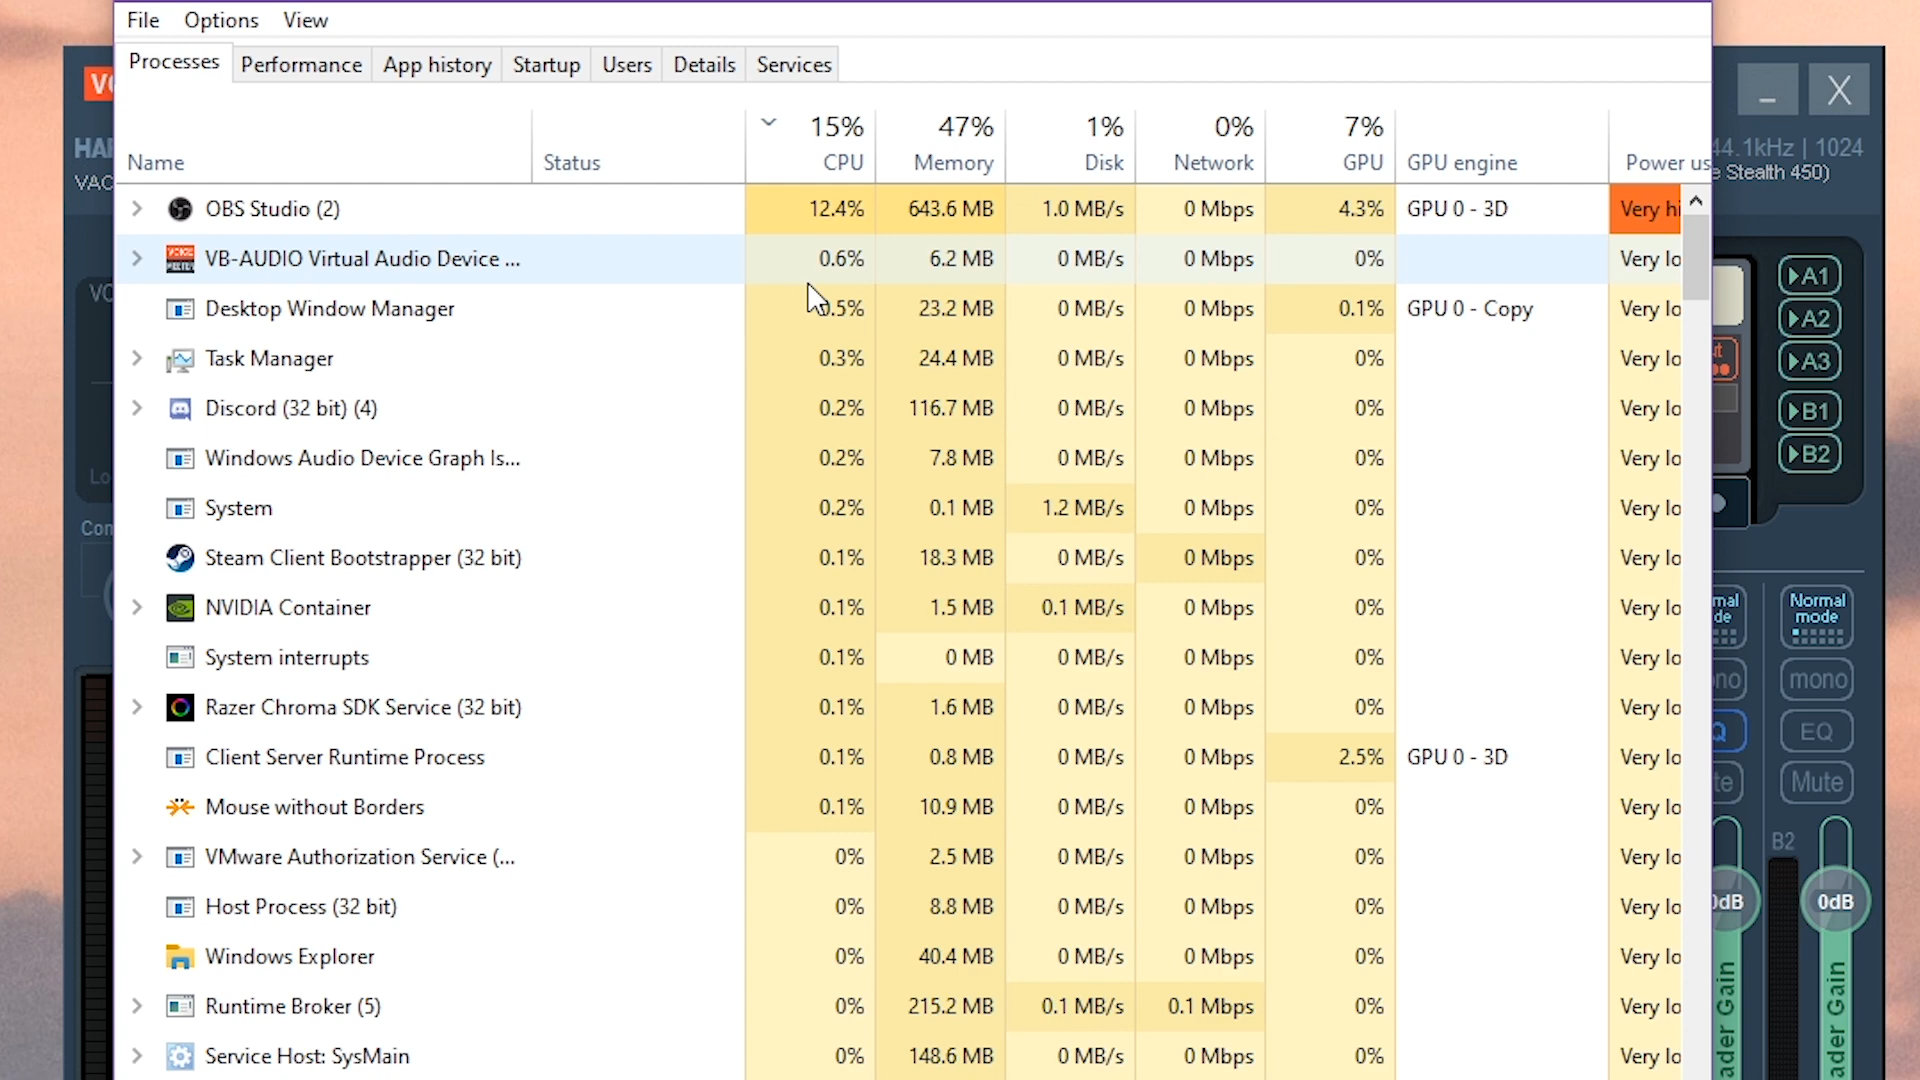 File Options View
Processes Performance App history Startup Users Details Services
15% 47% 1% 0% 7%
Name Status CPU Memory Disk Network GPU GPU engine Power us
OBS Studio (2) 12.4% 643.6 MB 1.0 MB/s 0 Mbps 4.3% GPU 0 - 3D Very hi
VB-AUDIO Virtual Audio Device ... 0.6% 6.2 MB 0 MB/s 0 Mbps 0% Very lo
Desktop Window Manager 0.5% 23.2 MB 0 MB/s 0 Mbps 0.1% GPU 0 - Copy Very lo
Task Manager 0.3% 24.4 MB 0 MB/s 0 Mbps 0% Very lo
Discord (32 bit) (4) 0.2% 116.7 MB 0 MB/s 0 Mbps 0% Very lo
Windows Audio Device Graph Is... 0.2% 7.8 MB 0 MB/s 0 Mbps 0% Very lo
System 0.2% 0.1 MB 1.2 MB/s 0 Mbps 0% Very lo
Steam Client Bootstrapper (32 bit) 0.1% 18.3 MB 0 MB/s 0 Mbps 0% Very lo
NVIDIA Container 0.1% 1.5 MB 0.1 MB/s 0 Mbps 0% Very lo
System interrupts 0.1% 0 MB 0 MB/s 0 Mbps 0% Very lo
Razer Chroma SDK Service (32 bit) 0.1% 1.6 MB 0 MB/s 0 Mbps 0% Very lo
Client Server Runtime Process 0.1% 0.8 MB 0 MB/s 0 Mbps 2.5% GPU 0 - 3D Very lo
Mouse without Borders 0.1% 10.9 MB 0 MB/s 0 Mbps 0% Very lo
VMware Authorization Service (... 0% 2.5 MB 0 MB/s 0 Mbps 0% Very lo
Host Process (32 bit) 0% 8.8 MB 0 MB/s 0 Mbps 0% Very lo
Windows Explorer 0% 40.4 MB 0 MB/s 0 Mbps 0% Very lo
Runtime Broker (5) 0% 215.2 MB 0.1 MB/s 0.1 Mbps 0% Very lo
Service Host: SysMain 0% 148.6 MB 0 MB/s 0 Mbps 0% Very lo
VO
HAR
VAC
VO
Lo
Con
X
44.1kHz | 1024
e Stealth 450)
A1
A2
A3
B1
B2
Normal
mode
mono
EQ
Mute
B2
0dB
0dB
ader Gain
ader Gain